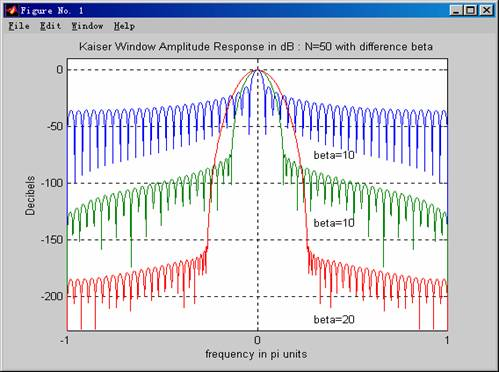 Figure No. 1
File Edit Window Help
Kaiser Window Amplitude Response in dB : N=50 with difference beta
0
-50
-100
-150
-200
Decibels
beta=10
beta=10
beta=20
-1 0 1
frequency in pi units